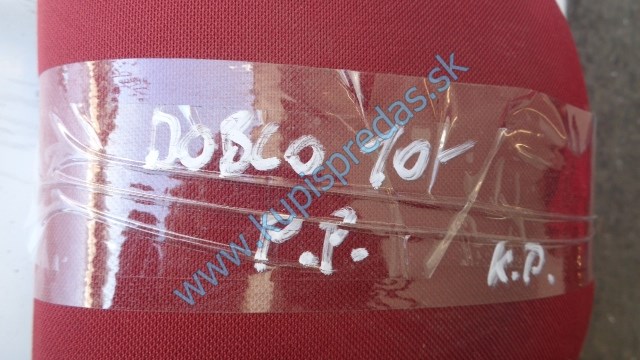 DOBLO 10-
P.P.
K.P.
www.kupispredas.sk